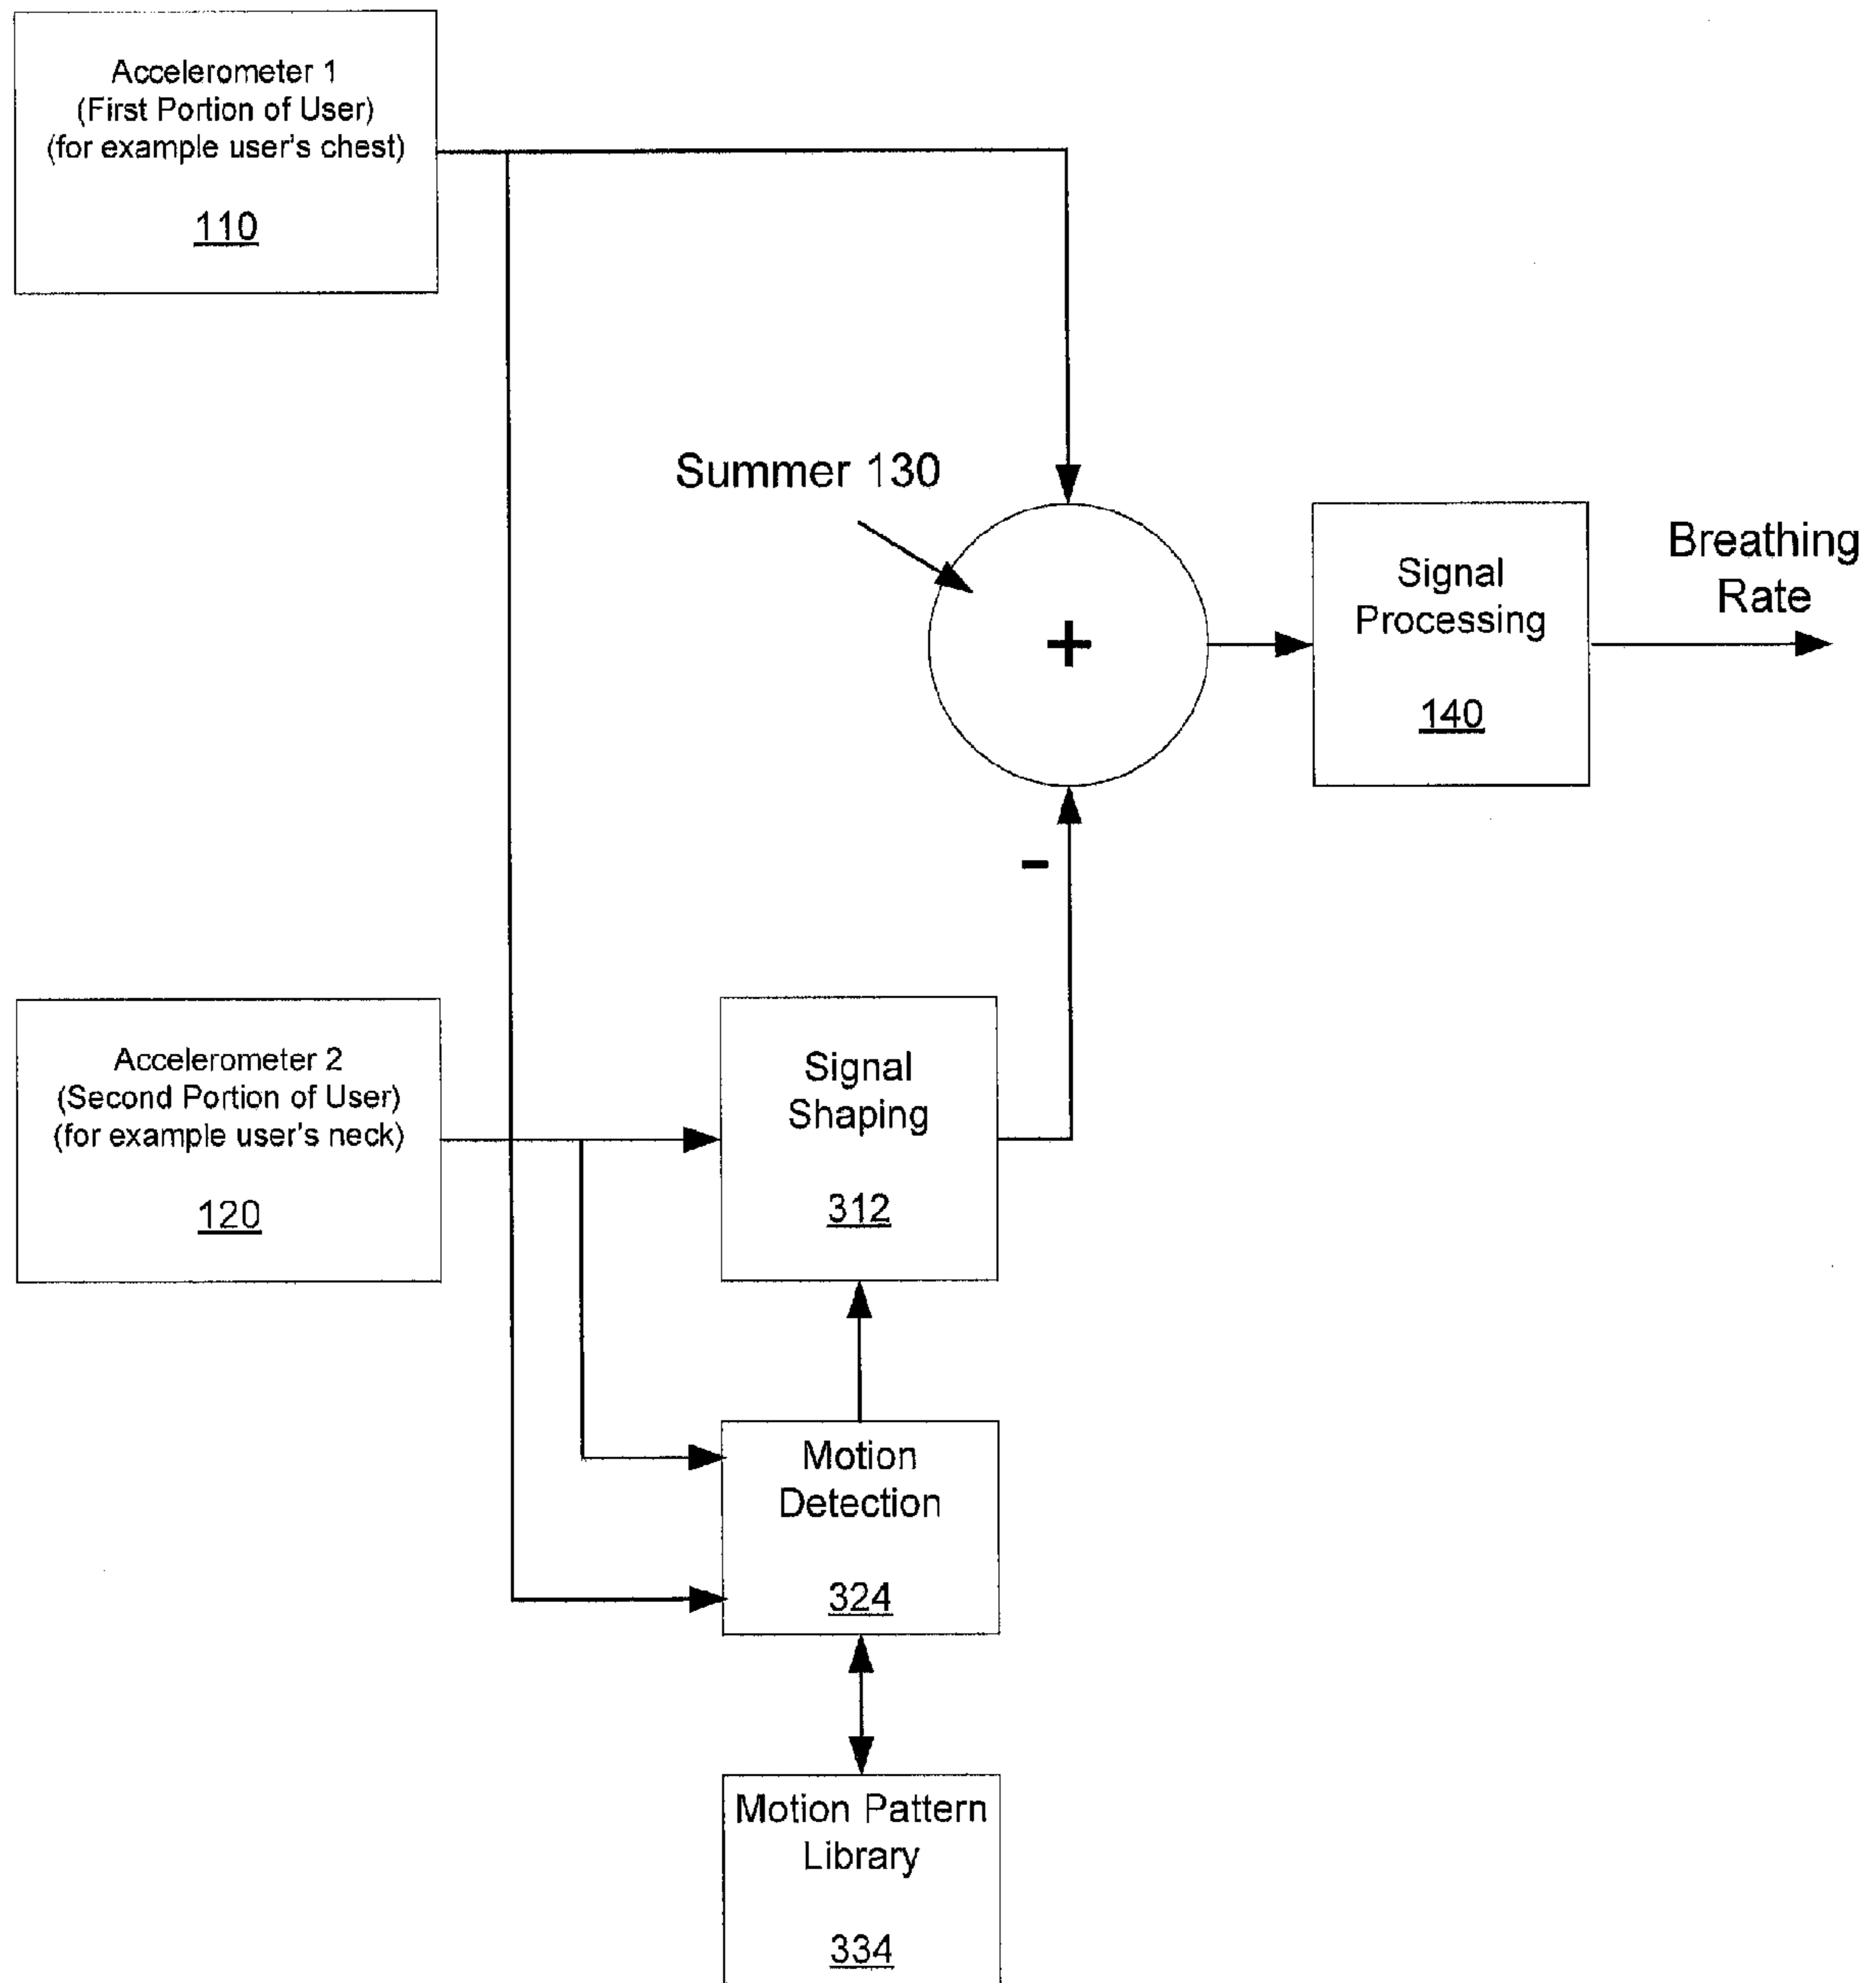 Accelerometer 1
(First Portion of User)
(for example user's chest)
110
Summer 130
+
Signal
Processing
140
Breathing
Rate
-
Accelerometer 2
(Second Portion of User)
(for example user's neck)
120
Signal
Shaping
312
Motion
Detection
324
Motion Pattern
Library
334